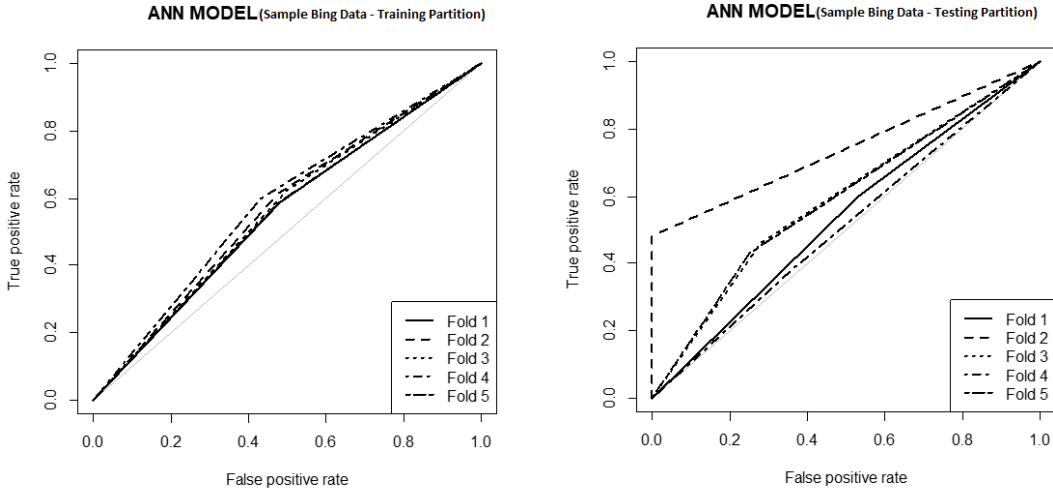 ANN MODEL(Sample Bing Data - Training Partition)
True positive rate
0.0 0.2 0.4 0.6 0.8 1.0
Fold 1
Fold 2
Fold 3
Fold 4
Fold 5
0.0 0.2 0.4 0.6 0.8 1.0
False positive rate
ANN MODEL(Sample Bing Data - Testing Partition)
True positive rate
0.0 0.2 0.4 0.6 0.8 1.0
Fold 1
Fold 2
Fold 3
Fold 4
Fold 5
0.0 0.2 0.4 0.6 0.8 1.0
False positive rate